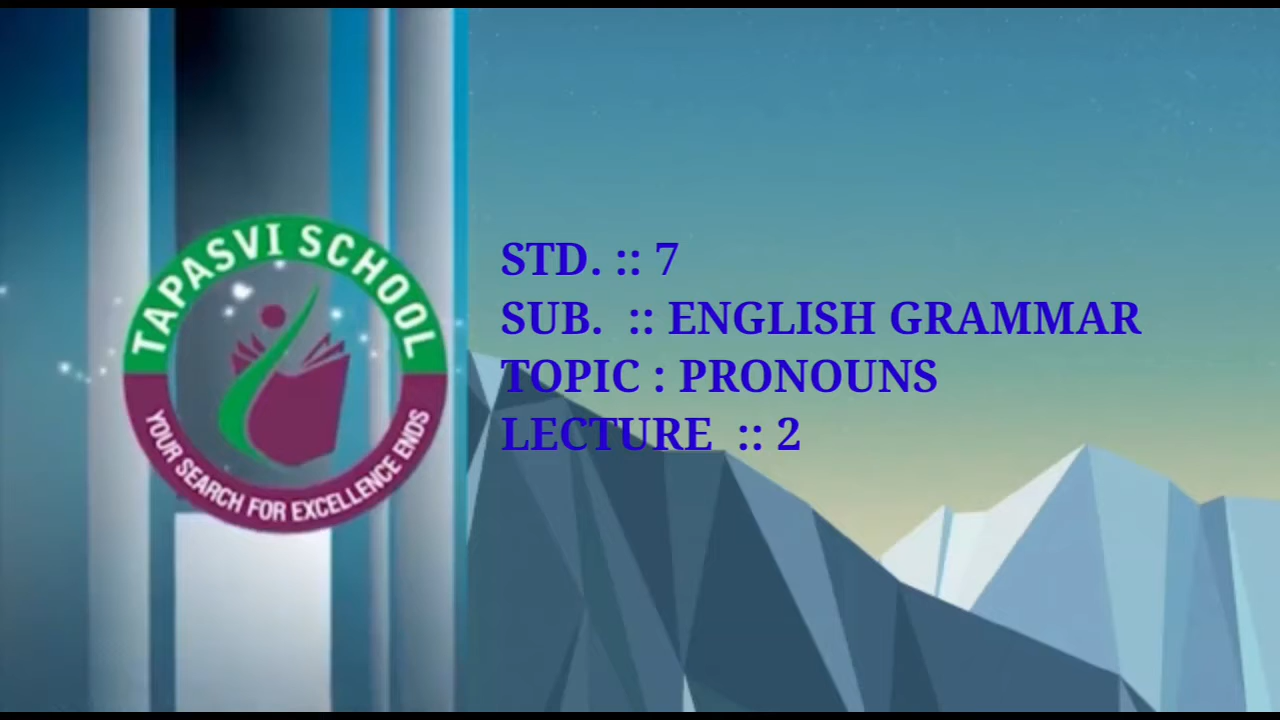 TAPASVI SCHOOL
YOUR SEARCH FOR EXCELLENCE ENDS
STD. :: 7
SUB.  :: ENGLISH GRAMMAR
TOPIC : PRONOUNS
LECTURE  :: 2